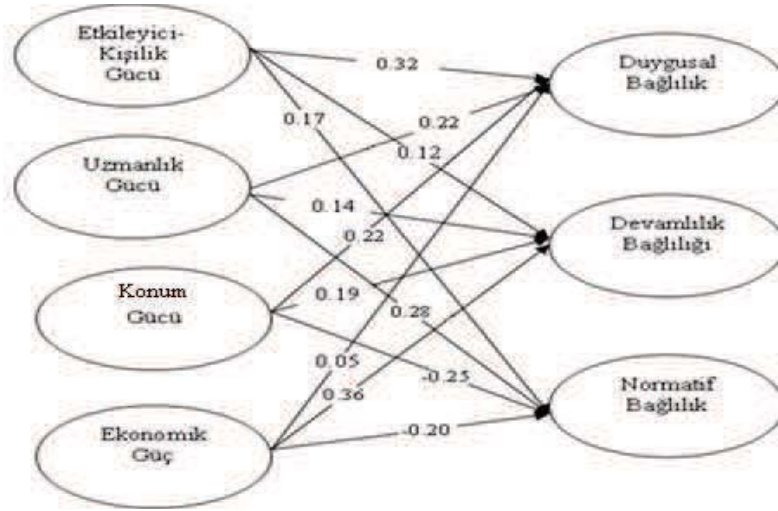 Etkileyici-
Kişilik
Gücü
Duygusal
Bağlılık
0.32
0.17
0.22
0.12
Uzmanlık
Gücü
0.14
0.22
Devamlılık
Bağlılığı
Konum
Gücü
0.19
0.28
0.05
-0.25
0.36
Normatif
Bağlılık
Ekonomik
Güç
-0.20